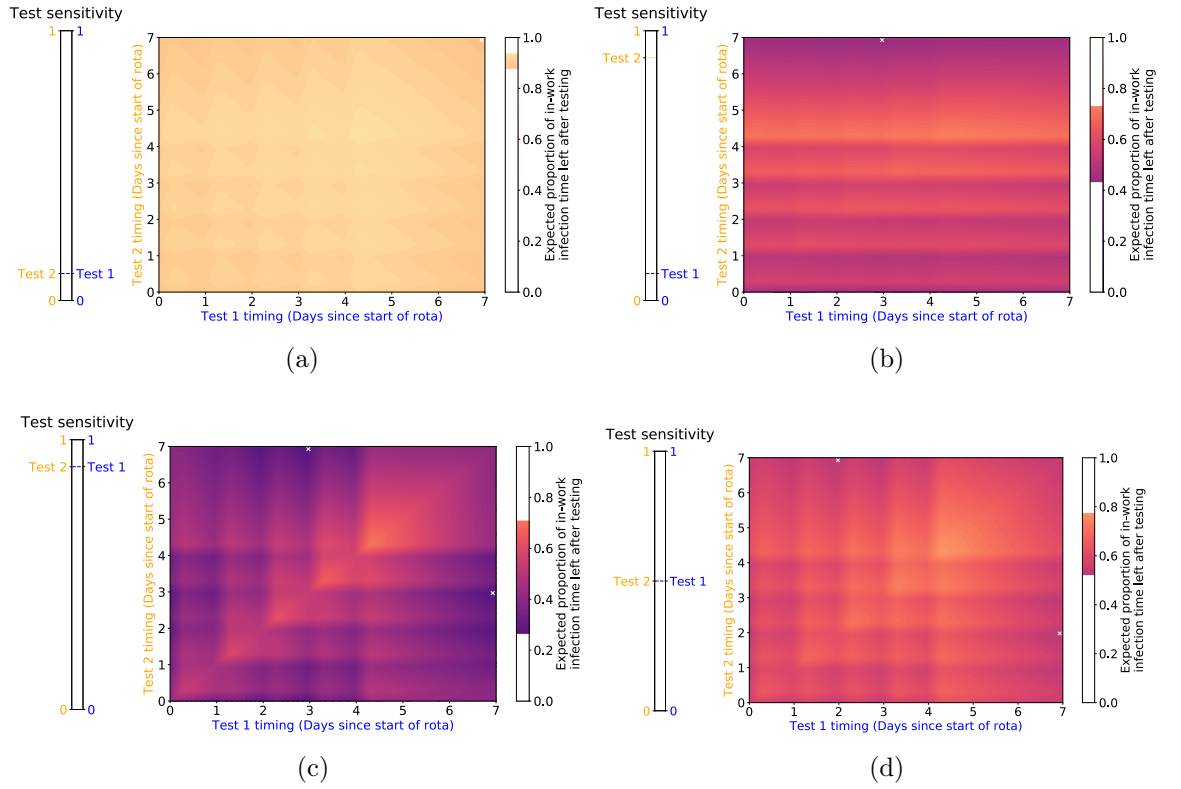 Test sensitivity
1 1
Test 2 Test 1
0 0
Test 2 timing (Days since start of rota)
7
6
5
4
3
2
1
0
0 1 2 3 4 5 6 7
Test 1 timing (Days since start of rota)
1.0
0.8
0.6
0.4
0.2
0.0
Expected proportion of in-work
infection time left after testing
(a)
Test sensitivity
1 1
Test 2
Test 1
0 0
Test 2 timing (Days since start of rota)
7
6
5
4
3
2
1
0
0 1 2 3 4 5 6 7
Test 1 timing (Days since start of rota)
1.0
0.8
0.6
0.4
0.2
0.0
Expected proportion of in-work
infection time left after testing
(b)
Test sensitivity
1 1
Test 2 Test 1
0 0
Test 2 timing (Days since start of rota)
7
6
5
4
3
2
1
0
0 1 2 3 4 5 6 7
Test 1 timing (Days since start of rota)
1.0
0.8
0.6
0.4
0.2
0.0
Expected proportion of in-work
infection time left after testing
(c)
Test sensitivity
1 1
Test 2 Test 1
0 0
Test 2 timing (Days since start of rota)
7
6
5
4
3
2
1
0
0 1 2 3 4 5 6 7
Test 1 timing (Days since start of rota)
1.0
0.8
0.6
0.4
0.2
0.0
Expected proportion of in-work
infection time left after testing
(d)